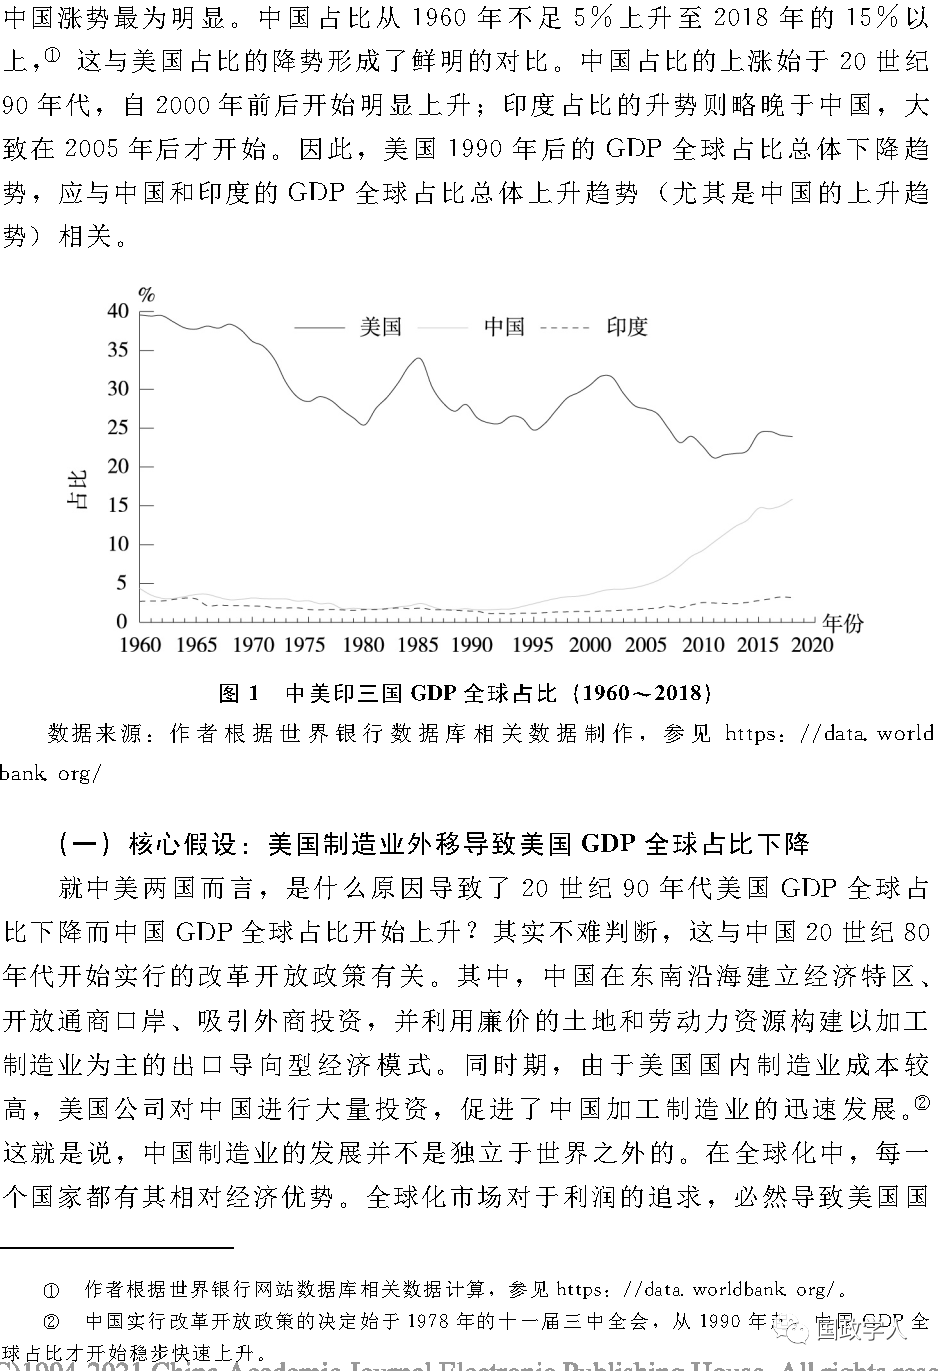 中国涨势最为明显。中国占比从 1960 年不足 5%上升至 2018 年的 15%以
上,① 这与美国占比的降势形成了鲜明的对比。中国占比的上涨始于 20 世纪
90 年代，自 2000 年前后开始明显上升；印度占比的升势则略晚于中国，大
致在 2005 年后才开始。因此，美国 1990 年后的 GDP 全球占比总体下降趋
势，应与中国和印度的 GDP 全球占比总体上升趋势（尤其是中国的上升趋
势）相关。
%
40
35
30
25
20
15
10
5
0
占比
美国 中国 印度
1960 1965 1970 1975 1980 1985 1990 1995 2000 2005 2010 2015 2020 年份
图 1 中美印三国 GDP 全球占比（1960～2018）
数据来源：作者根据世界银行数据库相关数据制作，参见 https：//data. world
bank. org/
（一）核心假设：美国制造业外移导致美国 GDP 全球占比下降
就中美两国而言，是什么原因导致了 20 世纪 90 年代美国 GDP 全球占
比下降而中国 GDP 全球占比开始上升？其实不难判断，这与中国 20 世纪 80
年代开始实行的改革开放政策有关。其中，中国在东南沿海建立经济特区、
开放通商口岸、吸引外商投资，并利用廉价的土地和劳动力资源构建以加工
制造业为主的出口导向型经济模式。同时期，由于美国国内制造业成本较
高，美国公司对中国进行大量投资，促进了中国加工制造业的迅速发展。②
这就是说，中国制造业的发展并不是独立于世界之外的。在全球化中，每一
个国家都有其相对经济优势。全球化市场对于利润的追求，必然导致美国国
① 作者根据世界银行网站数据库相关数据计算，参见 https：//data. worldbank. org/。
② 中国实行改革开放政策的决定始于 1978 年的十一届三中全会，从 1990 年起，中国 GDP 全
球占比才开始稳步快速上升。
国政学人
©1994-2021 China Academic Journal Electronic Publishing House. All rights rese